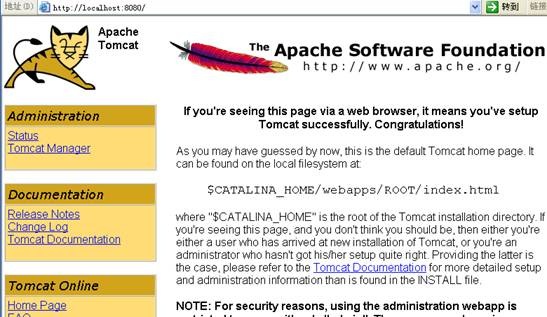 地址(D) http://localhost:8080/ 转到 链接
Apache
Tomcat
The Apache Software Foundation
http://www.apache.org/
Administration
Status
Tomcat Manager
Documentation
Release Notes
Change Log
Tomcat Documentation
Tomcat Online
Home Page
FAQ
If you're seeing this page via a web browser, it means you've setup
Tomcat successfully. Congratulations!
As you may have guessed by now, this is the default Tomcat home page. It
can be found on the local filesystem at:
$CATALINA_HOME/webapps/ROOT/index.html
where "$CATALINA_HOME" is the root of the Tomcat installation directory. If
you're seeing this page, and you don't think you should be, then either you're
either a user who has arrived at new installation of Tomcat, or you're an
administrator who hasn't got his/her setup quite right. Providing the latter is
the case, please refer to the Tomcat Documentation for more detailed setup
and administration information than is found in the INSTALL file.
NOTE: For security reasons, using the administration webapp is